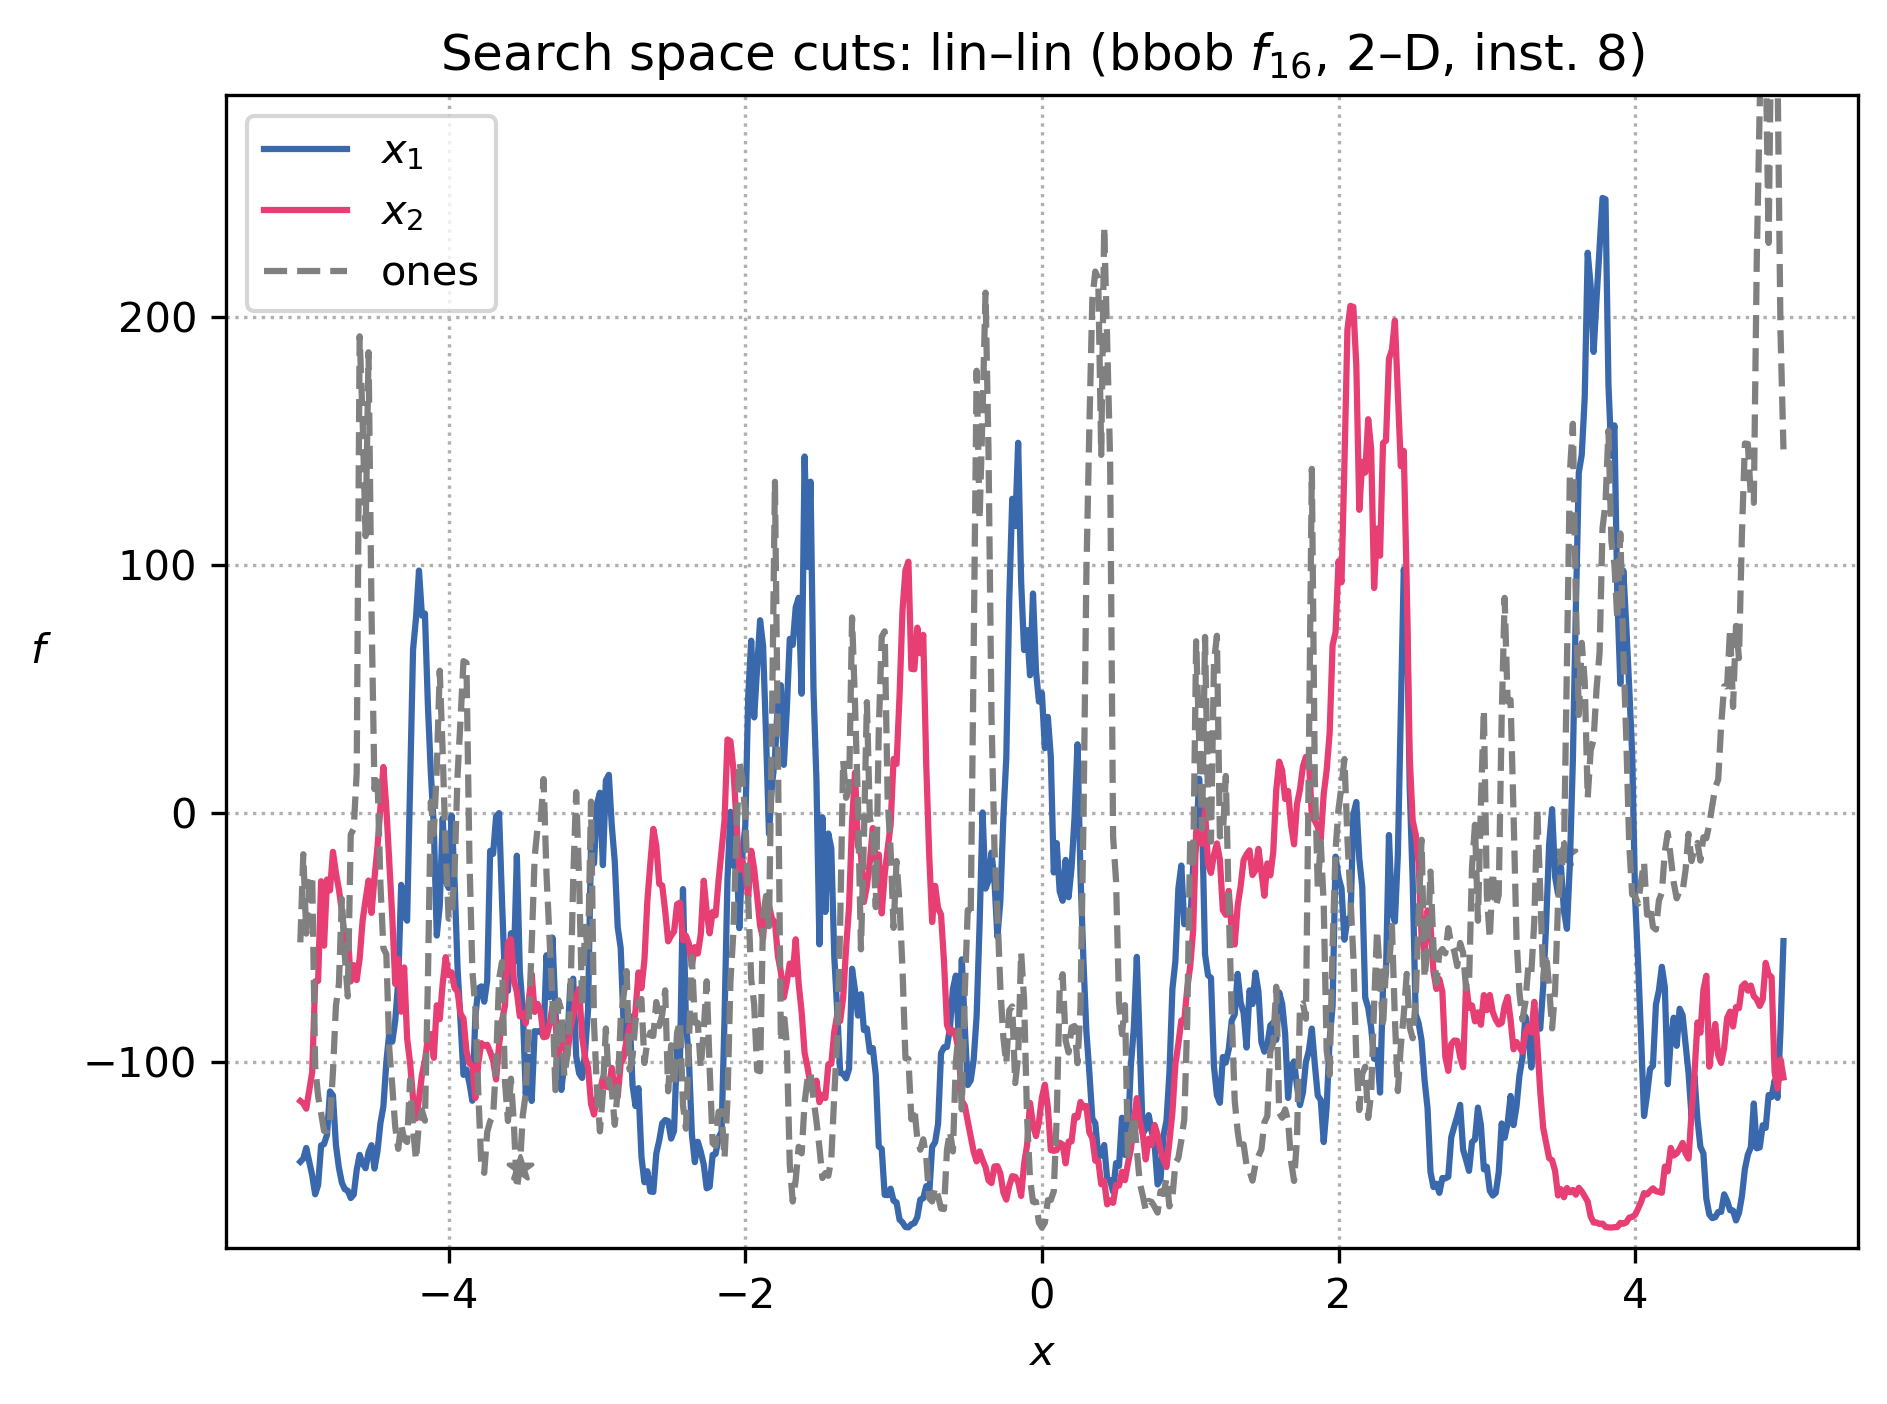 Search space cuts: lin–lin (bbob f₁₆, 2–D, inst. 8)
x₁
x₂
ones
f
200
100
0
−100
−4
−2
0
2
4
x